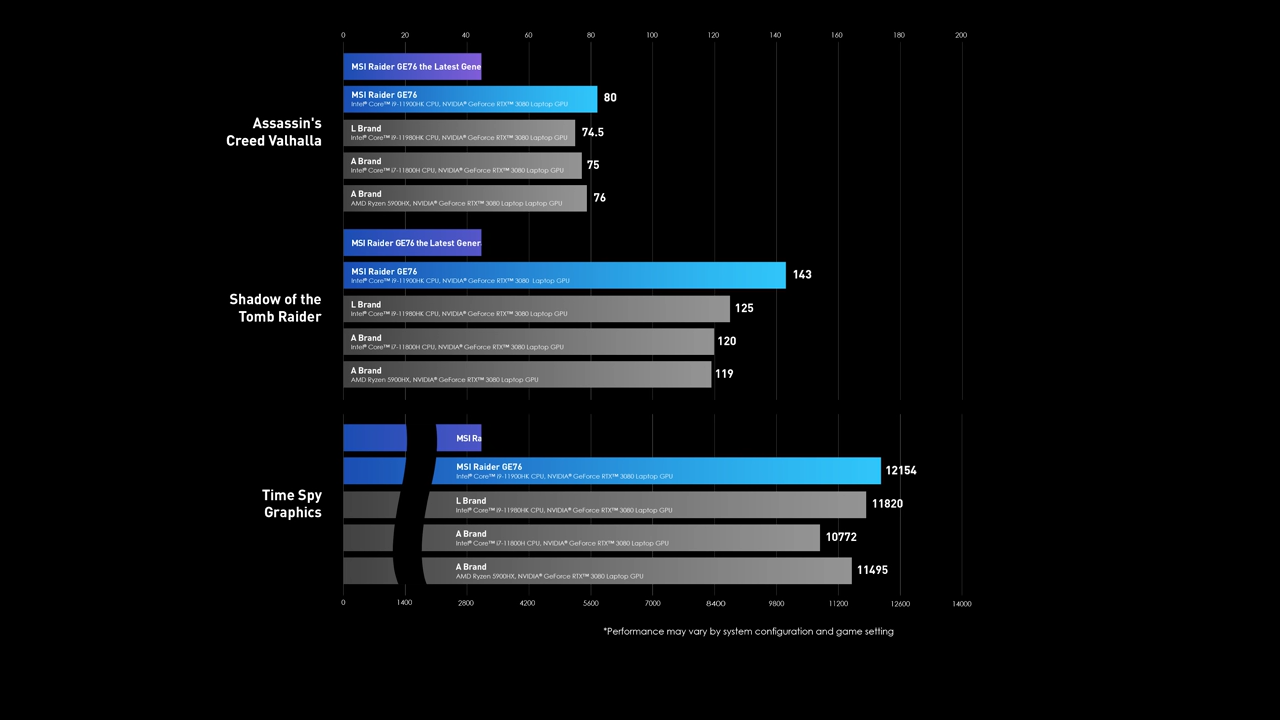 0 20 40 60 80 100 120 140 160 180 200
MSI Raider GE76 the Latest Gene
MSI Raider GE76
Intel® Core™ i9-11900HK CPU, NVIDIA® GeForce RTX™ 3080 Laptop GPU
80
Assassin's
Creed Valhalla
L Brand
Intel® Core™ i9-11980HK CPU, NVIDIA® GeForce RTX™ 3080 Laptop GPU
74.5
A Brand
Intel® Core™ i7-11800H CPU, NVIDIA® GeForce RTX™ 3080 Laptop GPU
75
A Brand
AMD Ryzen 5900HX, NVIDIA® GeForce RTX™ 3080 Laptop Laptop GPU
76
MSI Raider GE76 the Latest Gener
MSI Raider GE76
Intel® Core™ i9-11900HK CPU, NVIDIA® GeForce RTX™ 3080 Laptop GPU
143
Shadow of the
Tomb Raider
L Brand
Intel® Core™ i9-11980HK CPU, NVIDIA® GeForce RTX™ 3080 Laptop GPU
125
A Brand
Intel® Core™ i7-11800H CPU, NVIDIA® GeForce RTX™ 3080 Laptop GPU
120
A Brand
AMD Ryzen 5900HX, NVIDIA® GeForce RTX™ 3080 Laptop GPU
119
MSI Ra
MSI Raider GE76
Intel® Core™ i9-11900HK CPU, NVIDIA® GeForce RTX™ 3080 Laptop GPU
12154
Time Spy
Graphics
L Brand
Intel® Core™ i9-11980HK CPU, NVIDIA® GeForce RTX™ 3080 Laptop GPU
11820
A Brand
Intel® Core™ i7-11800H CPU, NVIDIA® GeForce RTX™ 3080 Laptop GPU
10772
A Brand
AMD Ryzen 5900HX, NVIDIA® GeForce RTX™ 3080 Laptop GPU
11495
0 1400 2800 4200 5600 7000 8400 9800 11200 12600 14000
*Performance may vary by system configuration and game setting